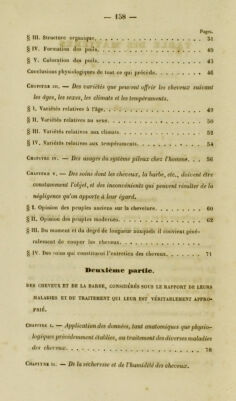 — 158 —
Pages.
§ III. Structure organique. 31
§ IV. Formation des poils. 40
§ V. Coloration des poils. 43
Conclusions physiologiques de tout ce qui précède. 46
Chapitre III. — Des variétés que peuvent offrir les cheveux suivant
les âges, les sexes, les climats et les tempéraments.
§ I. Variétés relatives à l'âge. 49
§ II. Variétés relatives au sexe. 50
§ III. Variétés relatives aux climats. 52
§ IV. Variétés relatives aux tempéraments. 54
Chapitre IV. — Des usages du système pileux chez l'homme. 56
Chapitre V. — Des soins dont les cheveux, la barbe, etc., doivent être
constamment l'objet, et des inconvénients qui peuvent résulter de la
négligence qu'on apporte à leur égard.
§ I. Opinion des peuples anciens sur la chevelure. 60
§ II. Opinion des peuples modernes. 62
§ III. Du moment et du degré de longueur auxquels il convient géné-
ralement de couper les cheveux.
§ IV. Des soins qui constituent l'entretien des cheveux. 71
Deuxième partie.
DES CHEVEUX ET DE LA BARBE, CONSIDÉRÉS SOUS LE RAPPORT DE LEURS
MALADIES ET DU TRAITEMENT QUI LEUR EST VÉRITABLEMENT APPRO-
PRIÉ.
Chapitre I. — Application des données, tant anatomiques que physio-
logiques précédemment établies, au traitement des diverses maladies
des cheveux. 78
Chapitre II. — De la recherche et de l'humidité des cheveux.